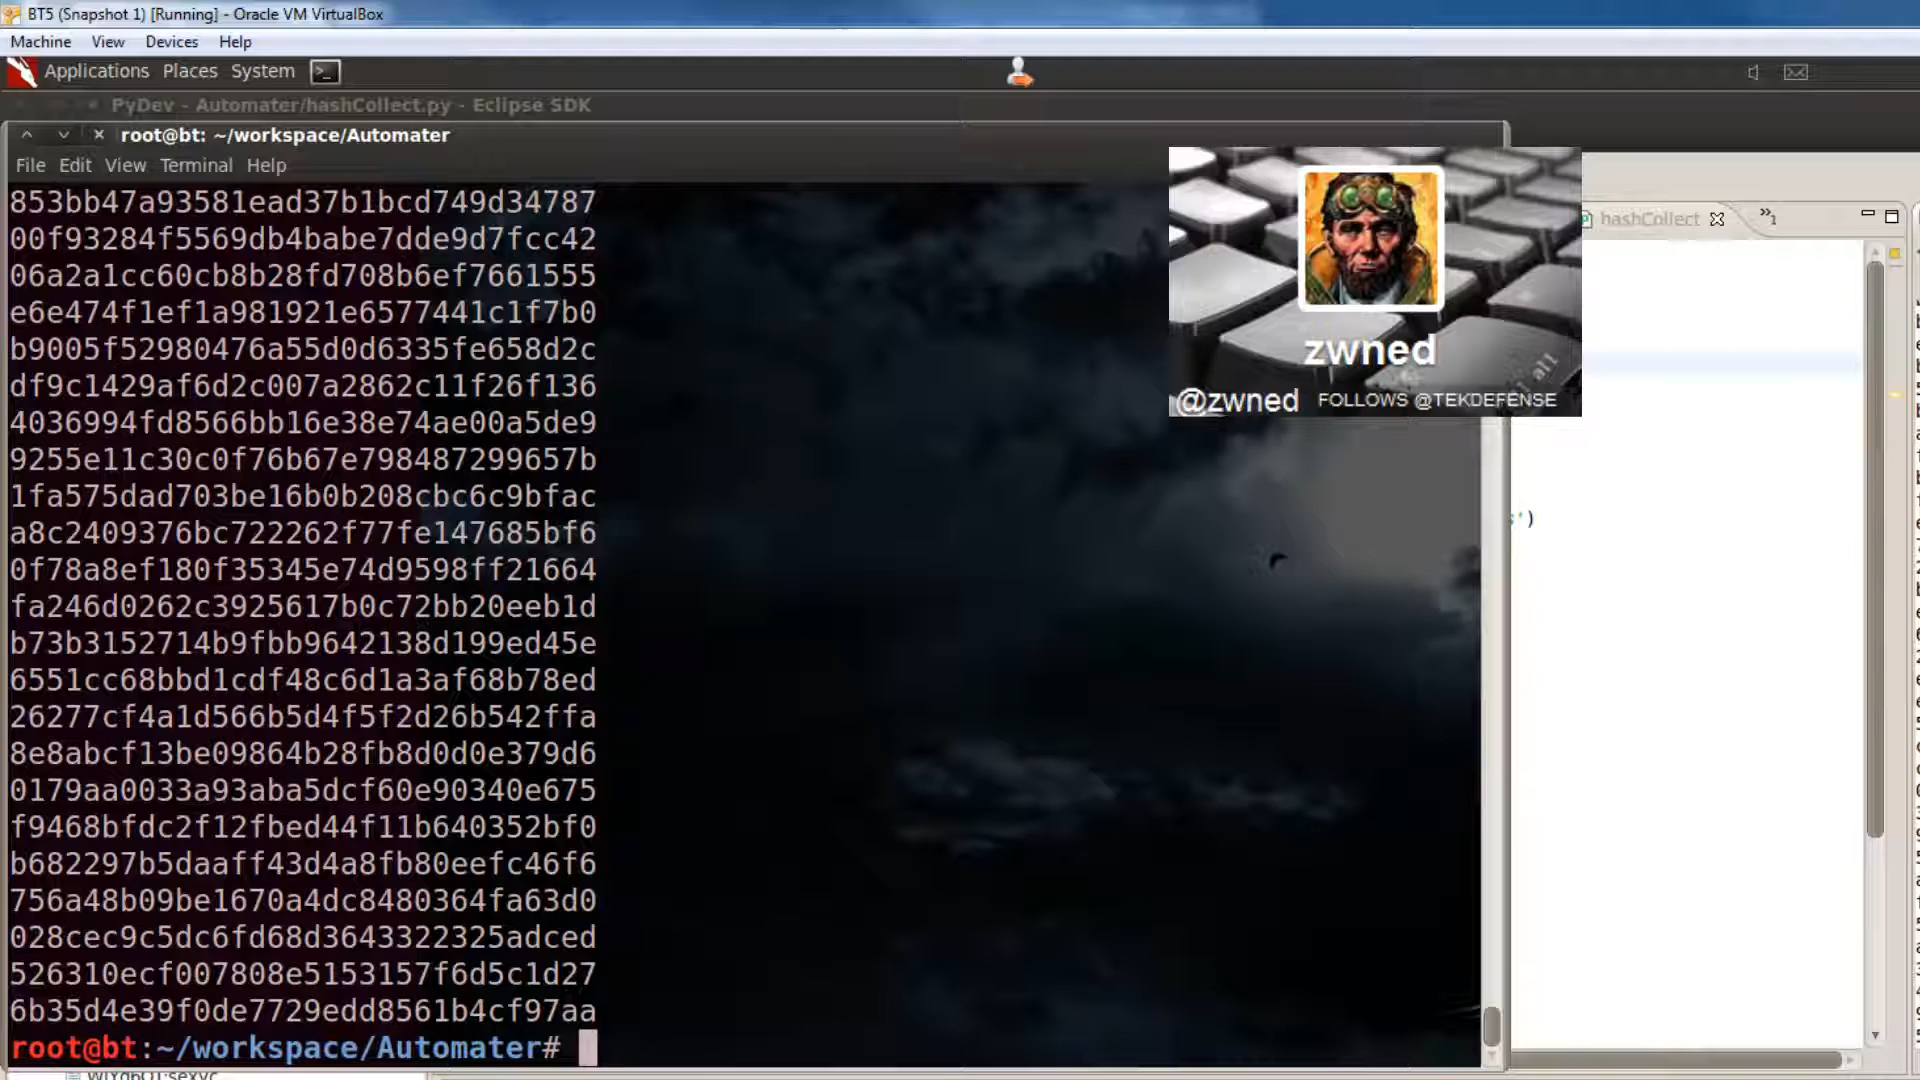 BT5 (Snapshot 1) [Running] - Oracle VM VirtualBox
Machine View Devices Help
Applications Places System
PyDev - Automater/hashCollect.py - Eclipse SDK
root@bt: ~/workspace/Automater
File Edit View Terminal Help
853bb47a93581ead37b1bcd749d34787
00f93284f5569db4babe7dde9d7fcc42
06a2a1cc60cb8b28fd708b6ef7661555
e6e474f1ef1a981921e6577441c1f7b0
b9005f52980476a55d0d6335fe658d2c
df9c1429af6d2c007a2862c11f26f136
4036994fd8566bb16e38e74ae00a5de9
9255e11c30c0f76b67e798487299657b
1fa575dad703be16b0b208cbc6c9bfac
a8c2409376bc722262f77fe147685bf6
0f78a8ef180f35345e74d9598ff21664
fa246d0262c3925617b0c72bb20eeb1d
b73b3152714b9fbb9642138d199ed45e
6551cc68bbd1cdf48c6d1a3af68b78ed
26277cf4a1d566b5d4f5f2d26b542ffa
8e8abcf13be09864b28fb8d0d0e379d6
0179aa0033a93aba5dcf60e90340e675
f9468bfdc2f12fbed44f11b640352bf0
b682297b5daaff43d4a8fb80eefc46f6
756a48b09be1670a4dc8480364fa63d0
028cec9c5dc6fd68d3643322325adced
526310ecf007808e5153157f6d5c1d27
6b35d4e39f0de7729edd8561b4cf97aa
root@bt:~/workspace/Automater#
zwned
@zwned FOLLOWS @TEKDEFENSE
hashCollect
')